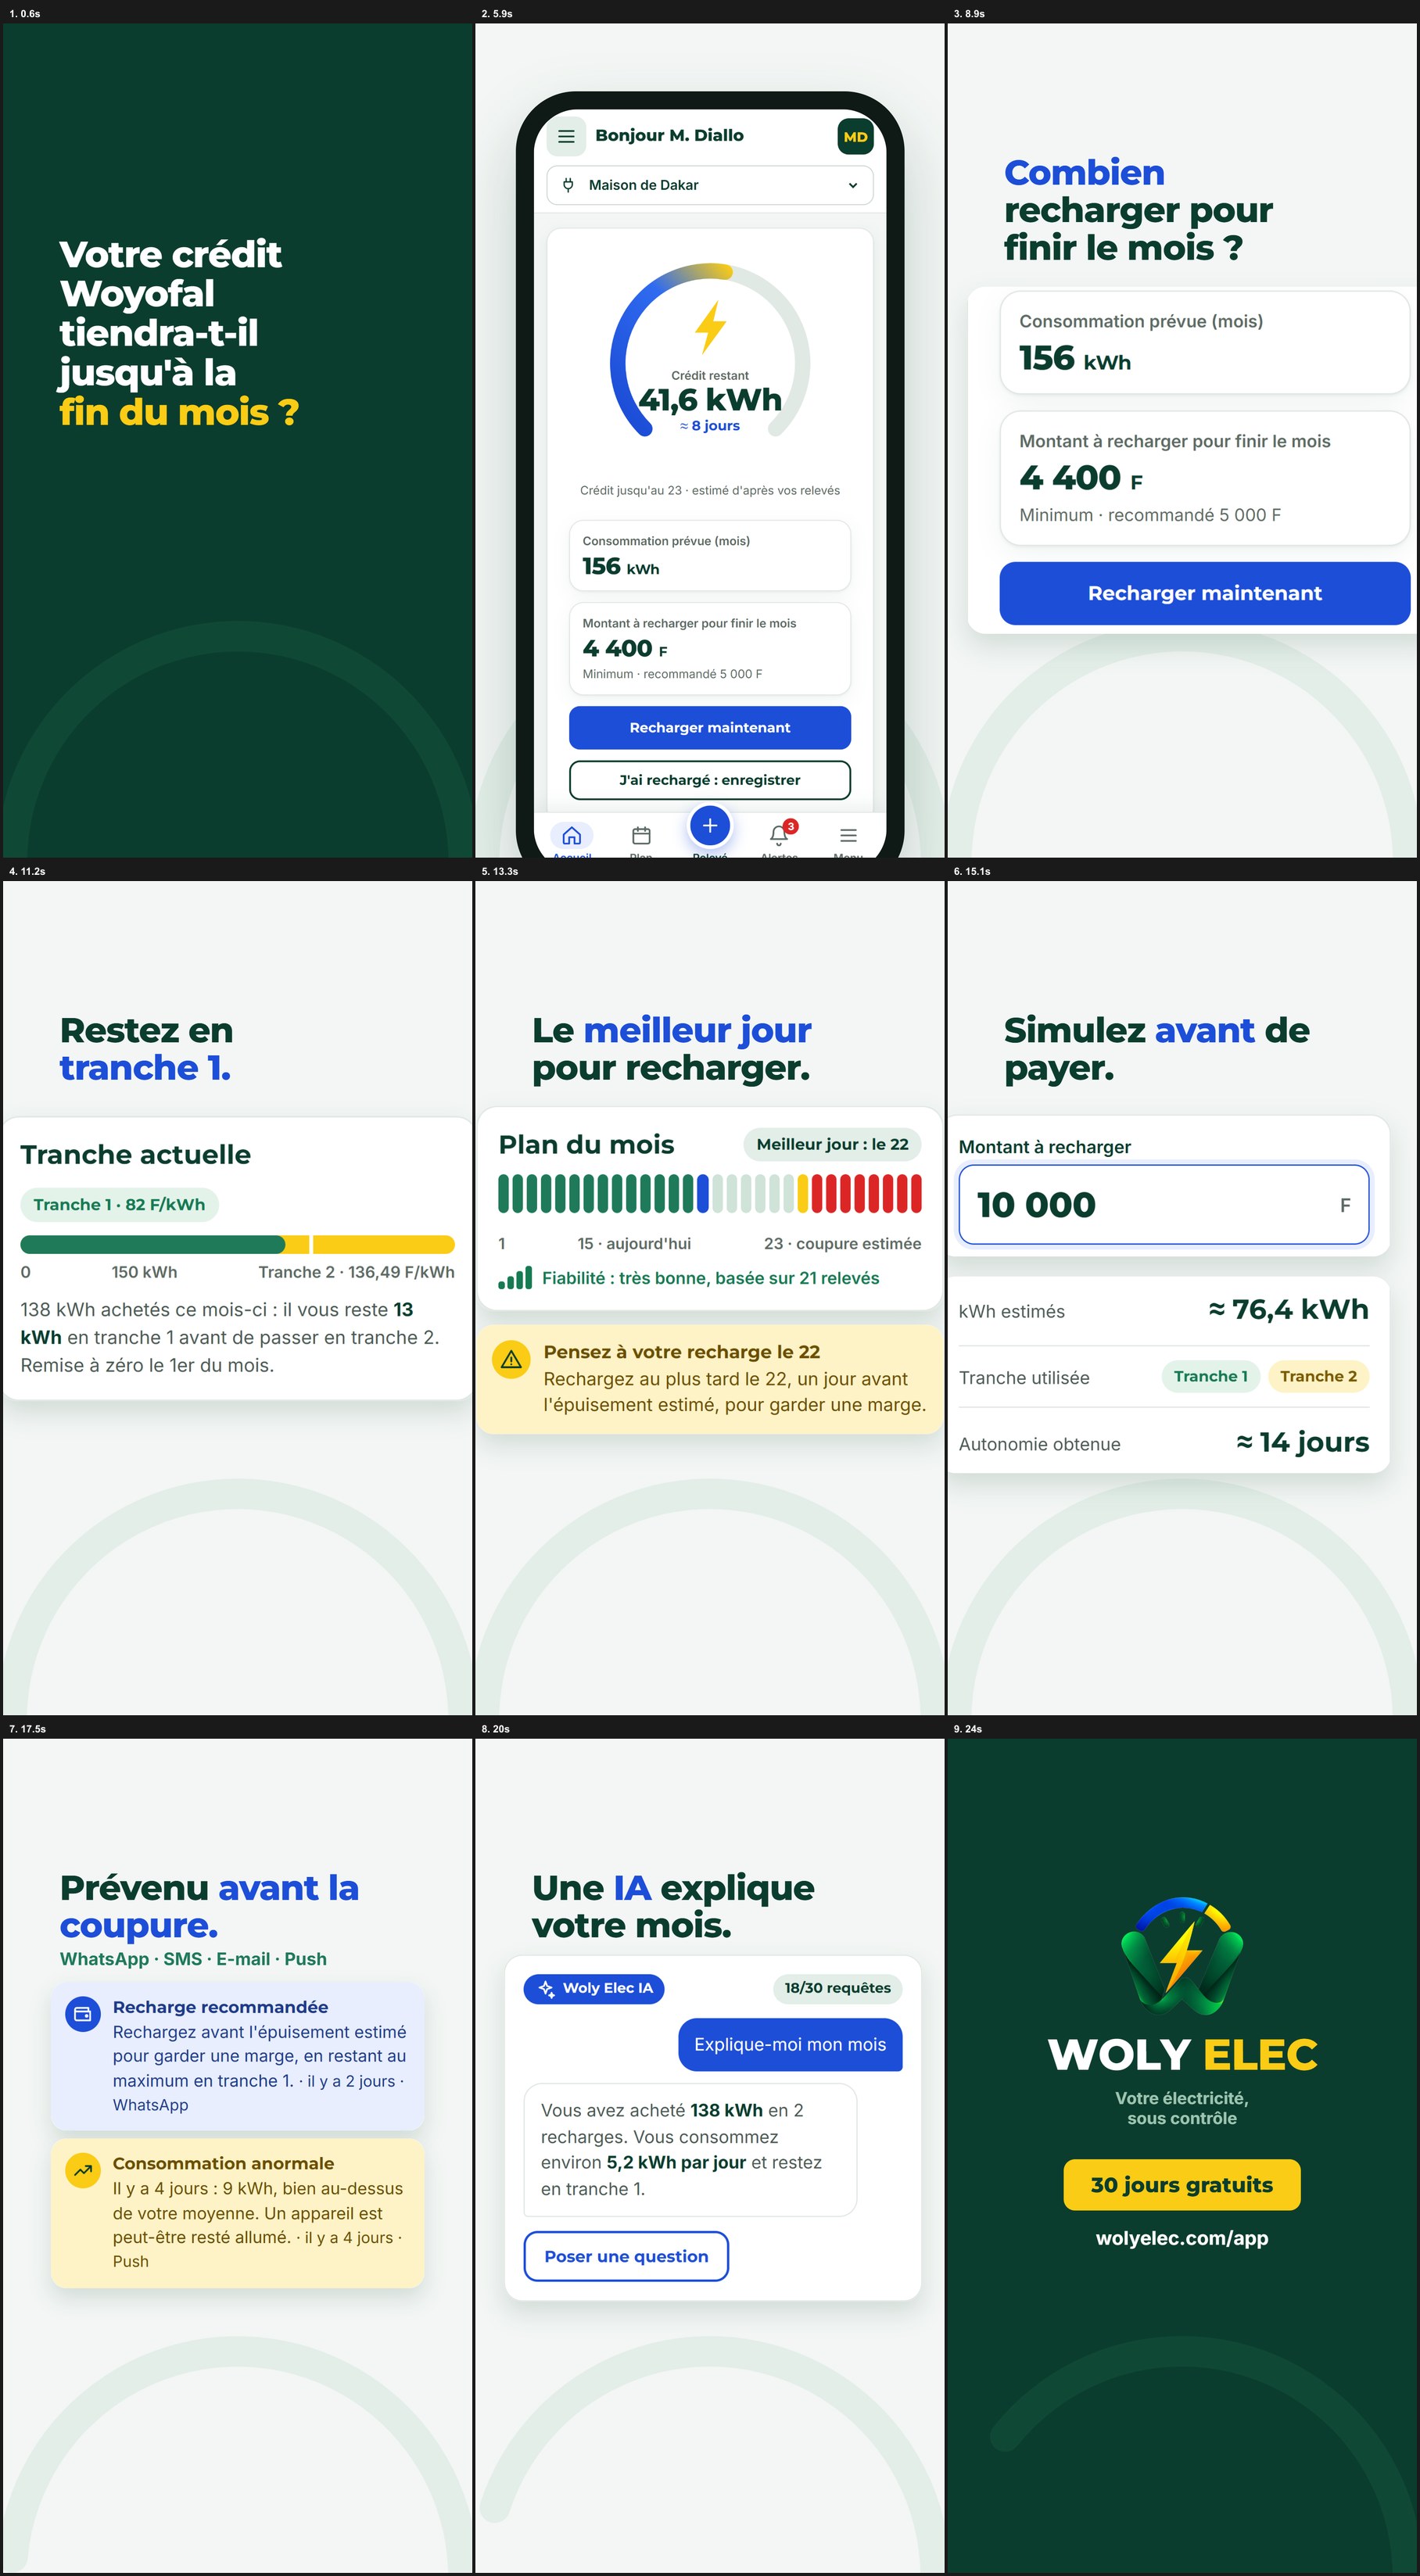 1. 0.6s
Votre crédit
Woyofal
tiendra-t-il
jusqu'à la
fin du mois ?
2. 5.9s
Bonjour M. Diallo
MD
Maison de Dakar
Crédit restant
41,6 kWh
≈ 8 jours
Crédit jusqu'au 23 · estimé d'après vos relevés
Consommation prévue (mois)
156 kWh
Montant à recharger pour finir le mois
4 400 F
Minimum · recommandé 5 000 F
Recharger maintenant
J'ai rechargé : enregistrer
3
Accueil Plan Relevé Alertes Menu
3. 8.9s
Combien
recharger pour
finir le mois ?
Consommation prévue (mois)
156 kWh
Montant à recharger pour finir le mois
4 400 F
Minimum · recommandé 5 000 F
Recharger maintenant
4. 11.2s
Restez en
tranche 1.
Tranche actuelle
Tranche 1 · 82 F/kWh
0 150 kWh Tranche 2 · 136,49 F/kWh
138 kWh achetés ce mois-ci : il vous reste 13
kWh en tranche 1 avant de passer en tranche 2.
Remise à zéro le 1er du mois.
5. 13.3s
Le meilleur jour
pour recharger.
Plan du mois Meilleur jour : le 22
1 15 · aujourd'hui 23 · coupure estimée
Fiabilité : très bonne, basée sur 21 relevés
Pensez à votre recharge le 22
Rechargez au plus tard le 22, un jour avant
l'épuisement estimé, pour garder une marge.
6. 15.1s
Simulez avant de
payer.
Montant à recharger
10 000 F
kWh estimés ≈ 76,4 kWh
Tranche utilisée Tranche 1 Tranche 2
Autonomie obtenue ≈ 14 jours
7. 17.5s
Prévenu avant la
coupure.
WhatsApp · SMS · E-mail · Push
Recharge recommandée
Rechargez avant l'épuisement estimé
pour garder une marge, en restant au
maximum en tranche 1. · il y a 2 jours ·
WhatsApp
Consommation anormale
Il y a 4 jours : 9 kWh, bien au-dessus
de votre moyenne. Un appareil est
peut-être resté allumé. · il y a 4 jours ·
Push
8. 20s
Une IA explique
votre mois.
Woly Elec IA 18/30 requêtes
Explique-moi mon mois
Vous avez acheté 138 kWh en 2
recharges. Vous consommez
environ 5,2 kWh par jour et restez
en tranche 1.
Poser une question
9. 24s
WOLY ELEC
Votre électricité,
sous contrôle
30 jours gratuits
wolyelec.com/app